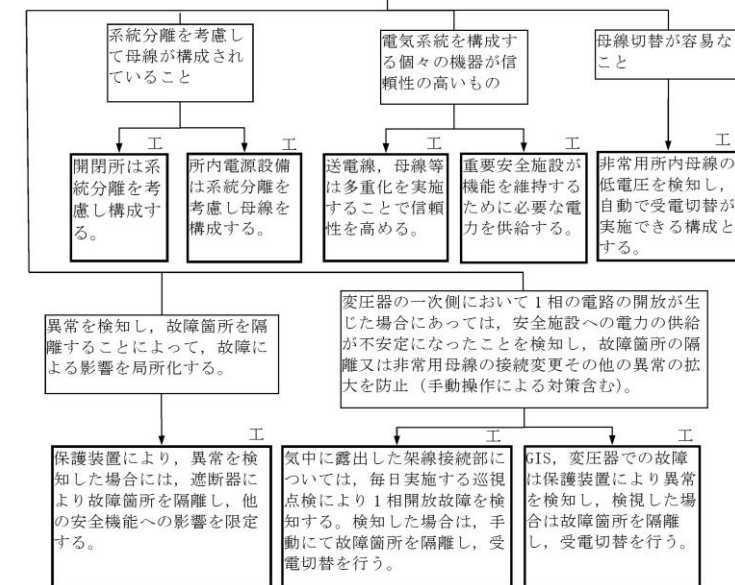 系統分離を考慮し
て母線が構成され
ていること
電気系統を構成す
る個々の機器が信
頼性の高いもの
母線切替が容易な
こと
工
開閉所は系
統分離を考
慮し構成す
る。
工
所内電源設備
は系統分離を
考慮し母線を
構成する。
工
送電線，母線等
は多重化を実施
することで信頼
性を高める。
工
重要安全施設が
機能を維持する
ために必要な電
力を供給する。
工
非常用所内母線の
低電圧を検知し，
自動で受電切替が
実施できる構成と
する。
異常を検知し，故障箇所を隔
離することによって，故障に
よる影響を局所化する。
変圧器の一次側において１相の電路の開放が生
じた場合にあっては，安全施設への電力の供給
が不安定になったことを検知し，故障箇所の隔
離又は非常用母線の接続変更その他の異常の拡
大を防止（手動操作による対策含む）。
工
保護装置により，異常を検
知した場合には，遮断器に
より故障箇所を隔離し，他
の安全機能への影響を限定
する。
工
気中に露出した架線接続部に
ついては，毎日実施する巡視
点検により１相開放故障を検
知する。検知した場合は，手
動にて故障箇所を隔離し，受
電切替を行う。
工
GIS，変圧器での故障
は保護装置により異常
を検知し，検視した場
合は故障箇所を隔離
し，受電切替を行う。